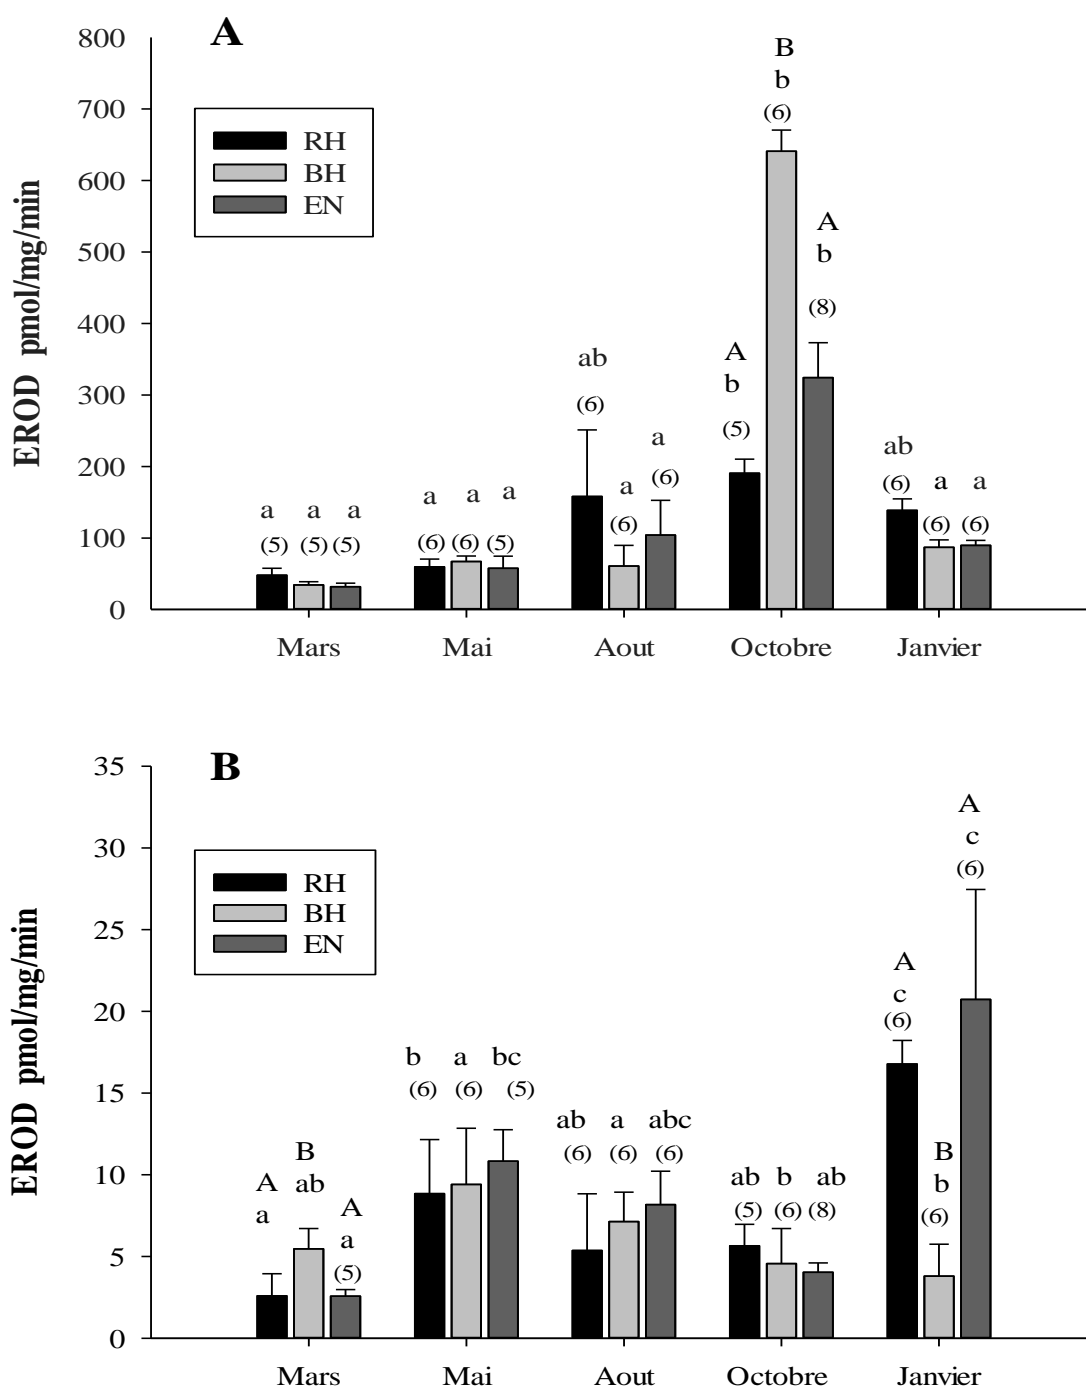 A
800
700
600
500
400
300
200
100
0
EROD pmol/mg/min
RH
BH
EN
a a a
(5) (5) (5)
a a a
(6) (6) (5)
ab
(6)
a
(6)
a
(6)
A
b
(5)
B
b
(6)
A
b
(8)
ab
(6)
a
(6)
a
(6)
Mars Mai Aout Octobre Janvier
B
35
30
25
20
15
10
5
0
EROD pmol/mg/min
RH
BH
EN
A
a
B
ab
A
a
(5)
b a bc
(6) (6) (5)
ab a abc
(6) (6) (6)
ab b ab
(5) (6) (8)
A
c
(6)
B
b
(6)
A
c
(6)
Mars Mai Aout Octobre Janvier